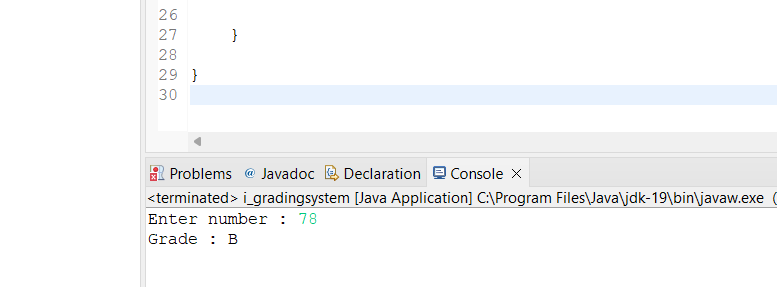 26
27 }
28
29 }
30
Problems @ Javadoc Declaration Console
<terminated> i_gradingsystem [Java Application] C:\Program Files\Java\jdk-19\bin\javaw.exe (
Enter number : 78
Grade : B